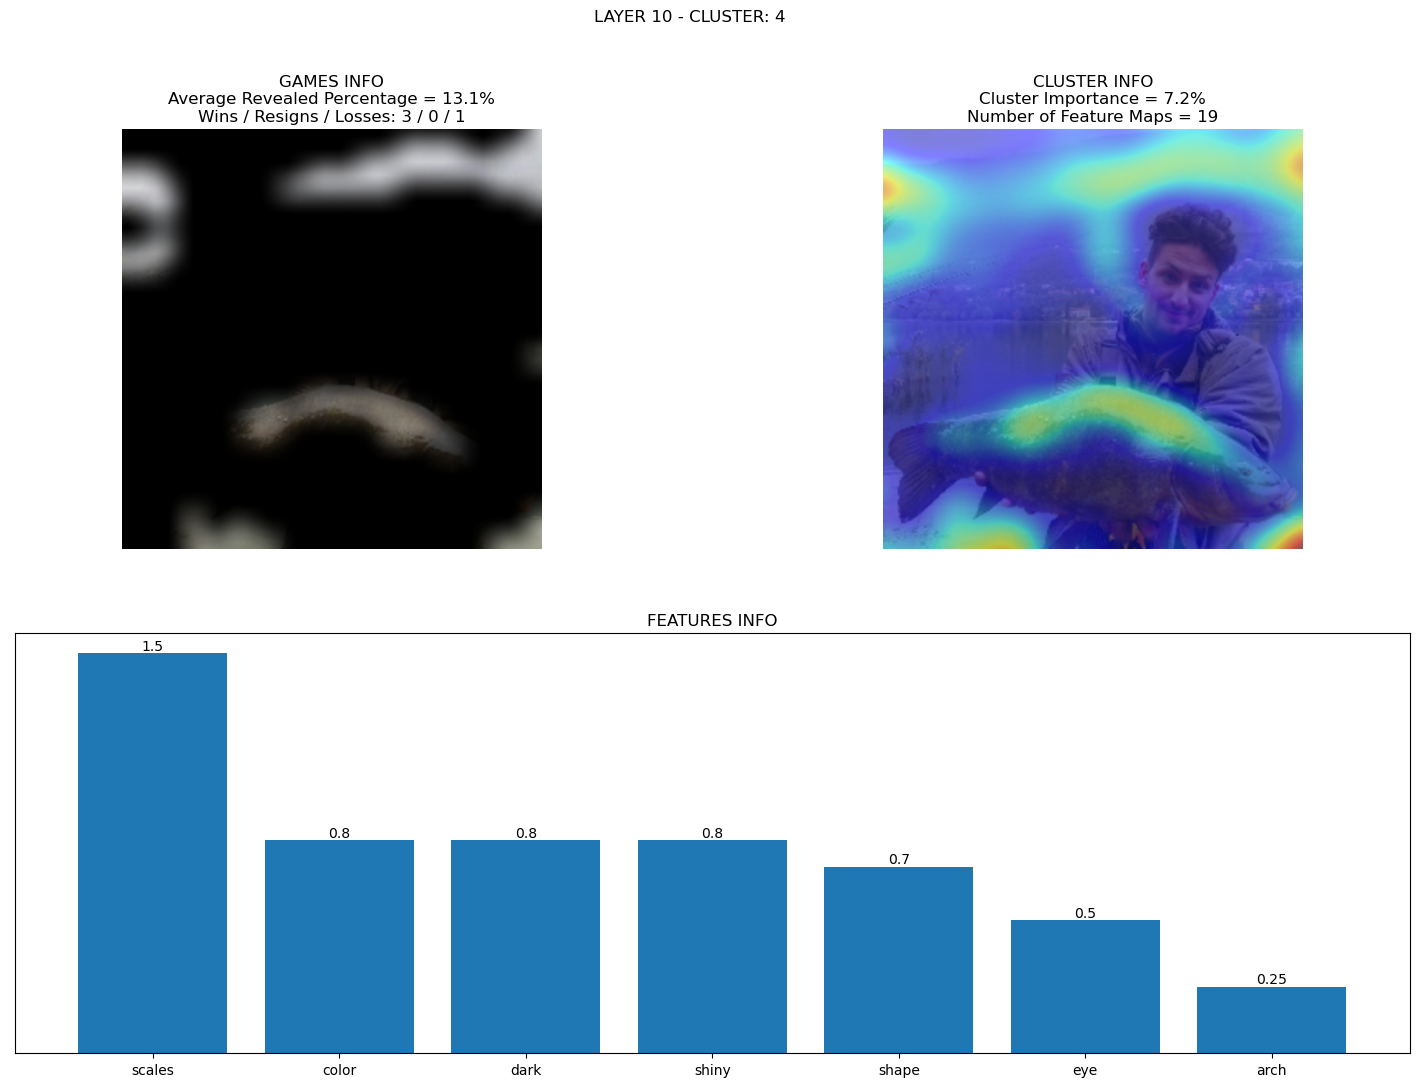 LAYER 10 - CLUSTER: 4
GAMES INFO
Average Revealed Percentage = 13.1%
Wins / Resigns / Losses: 3 / 0 / 1
CLUSTER INFO
Cluster Importance = 7.2%
Number of Feature Maps = 19
FEATURES INFO
1.5
0.8
0.8
0.8
0.7
0.5
0.25
scales
color
dark
shiny
shape
eye
arch